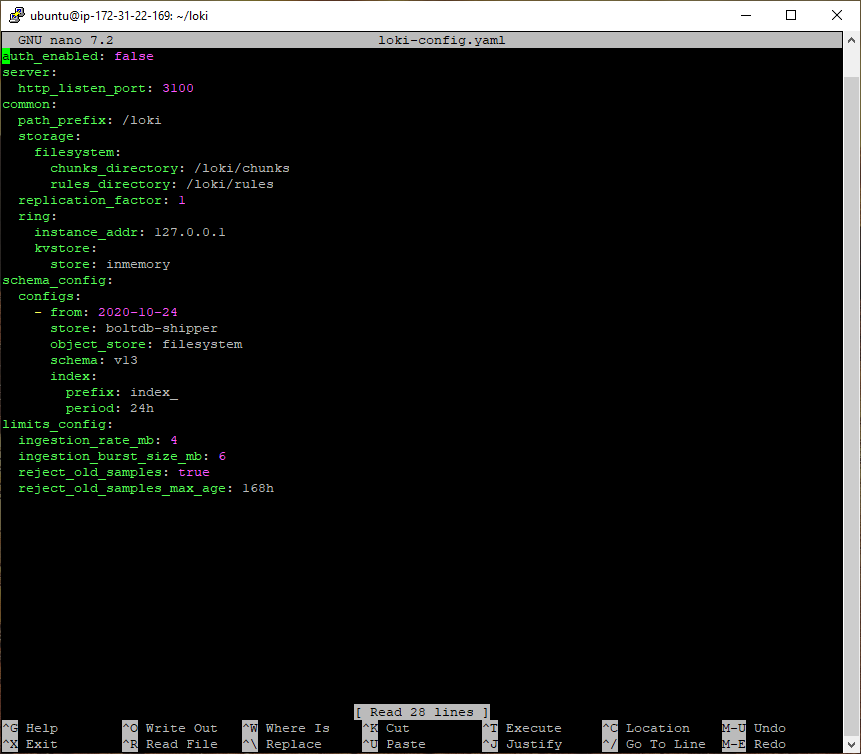 ubuntu@ip-172-31-22-169: ~/loki
GNU nano 7.2 loki-config.yaml
auth_enabled: false
server:
  http_listen_port: 3100
common:
  path_prefix: /loki
  storage:
    filesystem:
      chunks_directory: /loki/chunks
      rules_directory: /loki/rules
  replication_factor: 1
  ring:
    instance_addr: 127.0.0.1
    kvstore:
      store: inmemory
schema_config:
  configs:
    - from: 2020-10-24
      store: boltdb-shipper
      object_store: filesystem
      schema: v13
      index:
        prefix: index_
        period: 24h
limits_config:
  ingestion_rate_mb: 4
  ingestion_burst_size_mb: 6
  reject_old_samples: true
  reject_old_samples_max_age: 168h
[ Read 28 lines ]
^G Help ^O Write Out ^W Where Is ^K Cut ^T Execute ^C Location M-U Undo
^X Exit ^R Read File ^\ Replace ^U Paste ^J Justify ^/ Go To Line M-E Redo